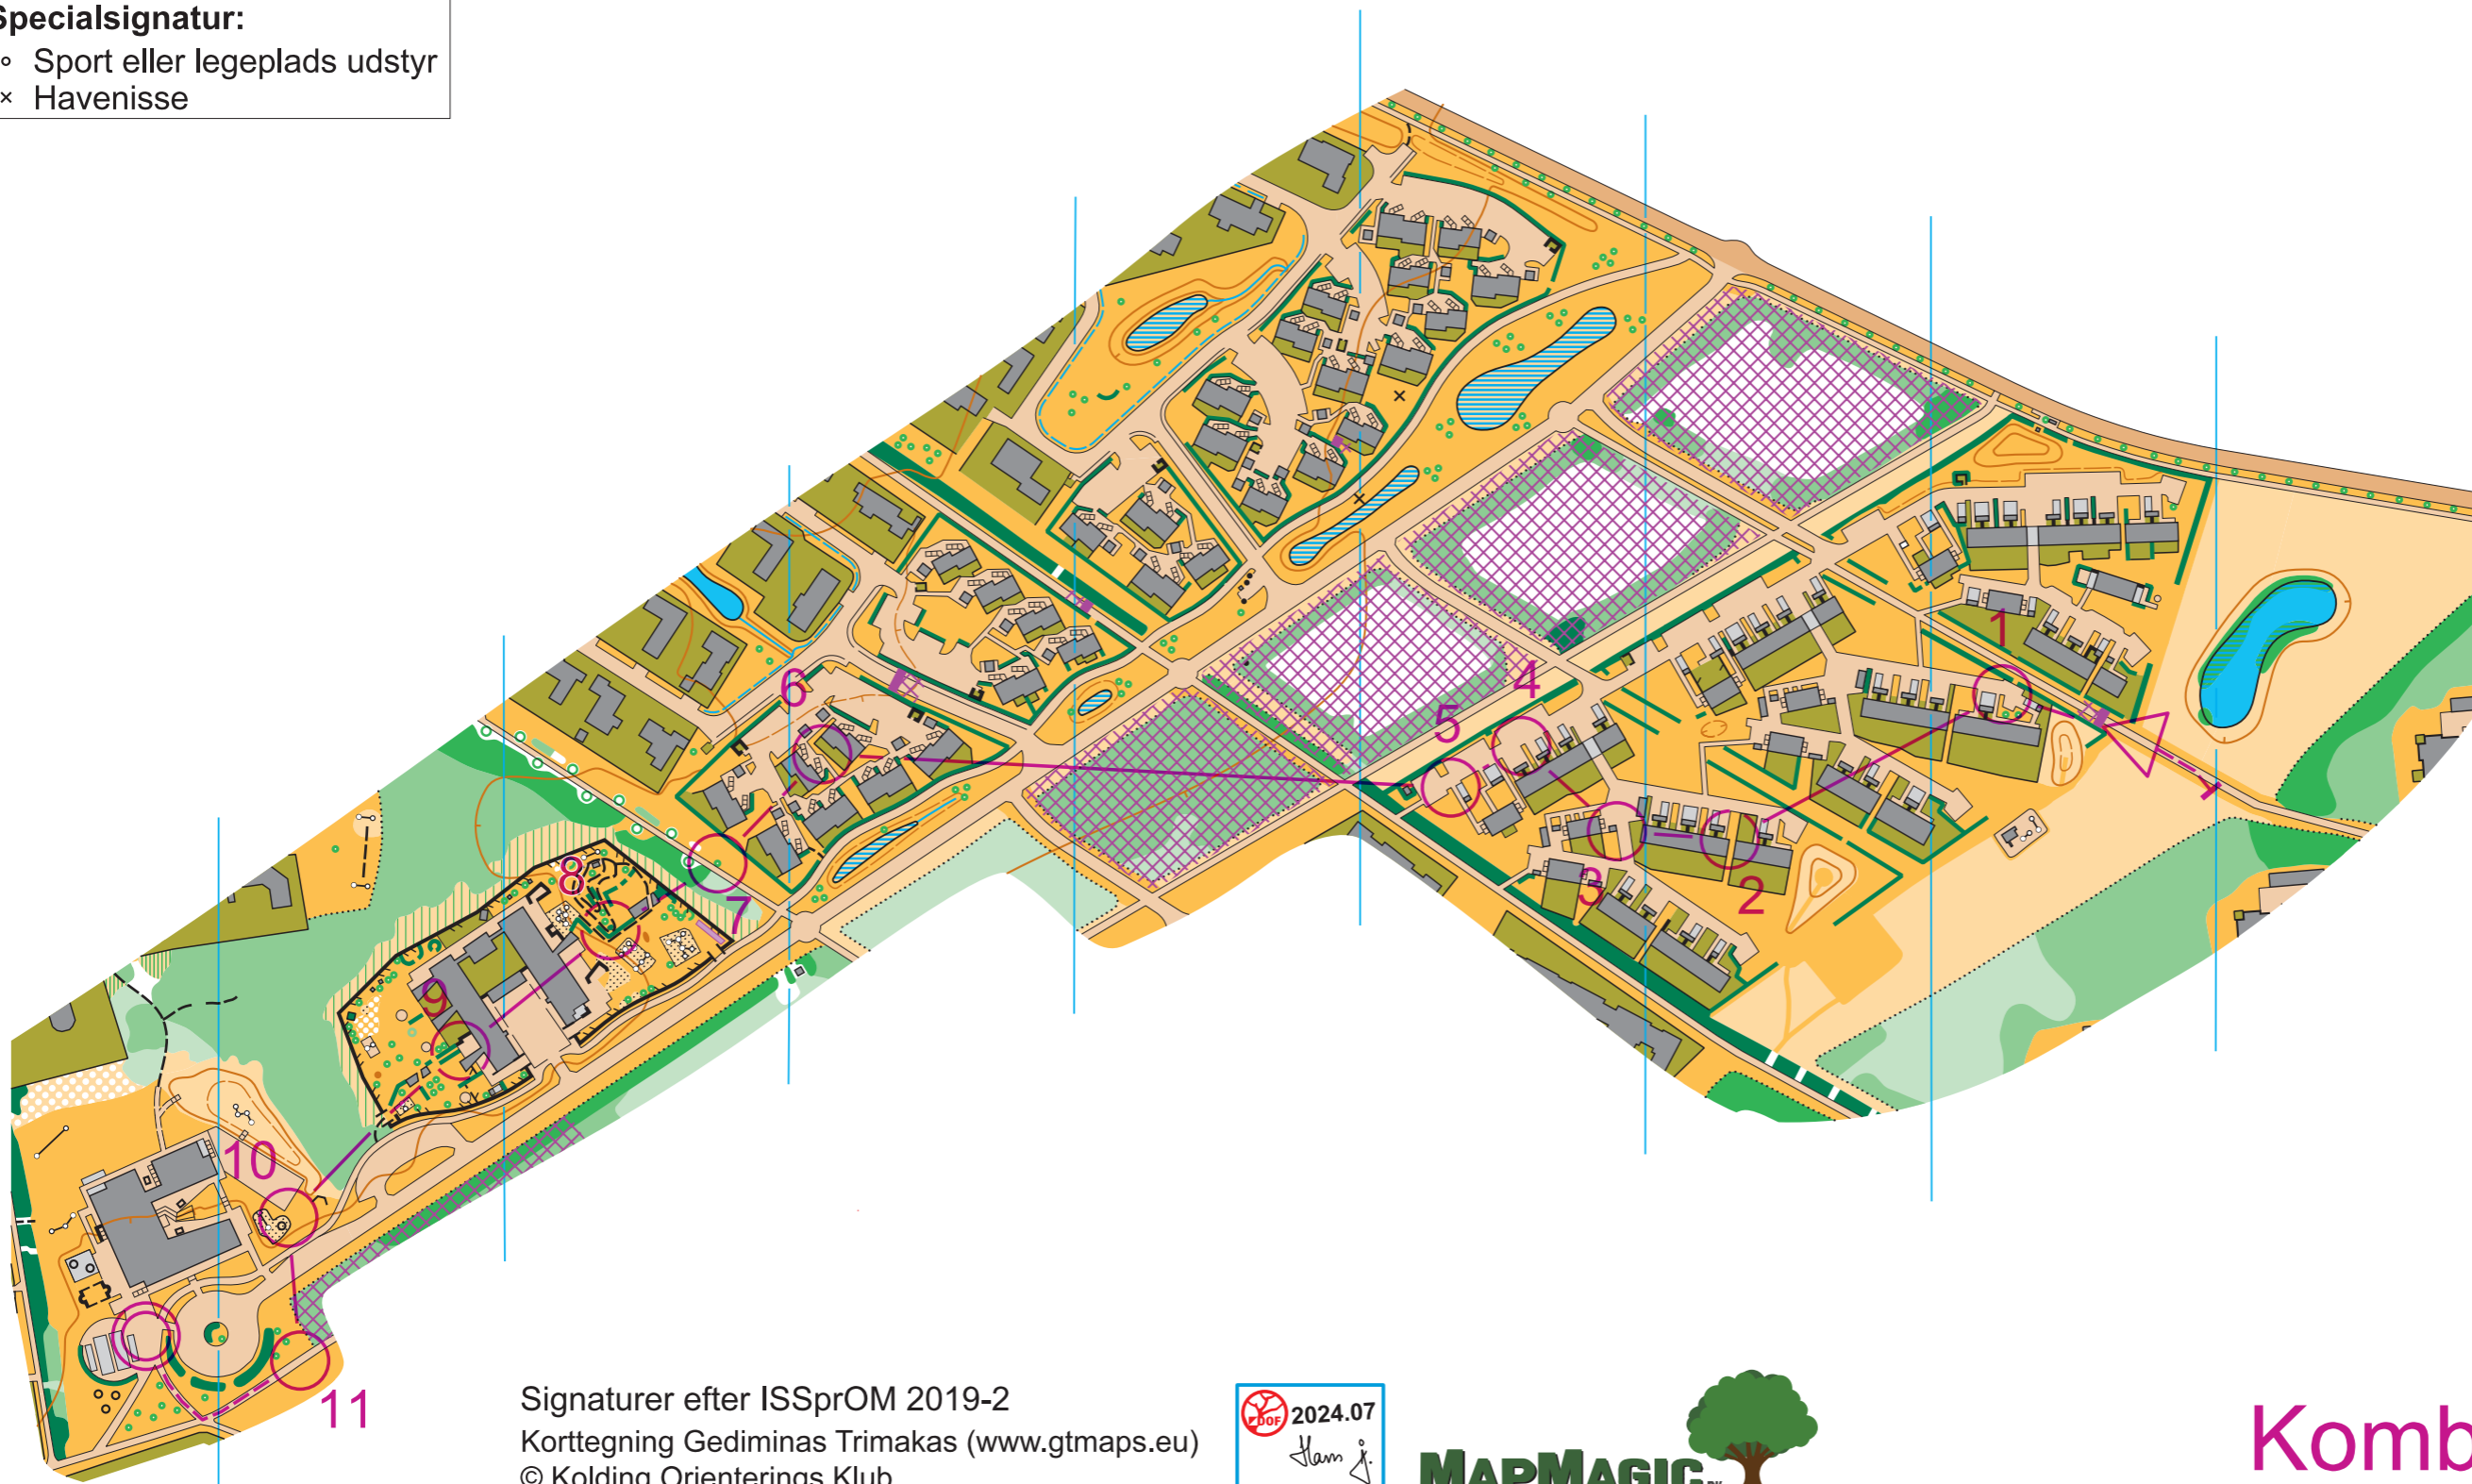 Specialsignatur:
Sport eller legeplads udstyr
× Havenisse
1
6
4
5
8
3
2
7
9
10
11
Signaturer efter ISSprOM 2019-2
Korttegning Gediminas Trimakas (www.gtmaps.eu)
© Kolding Orienterings Klub
DOF 2024.07
MAPMAGIC
Komb